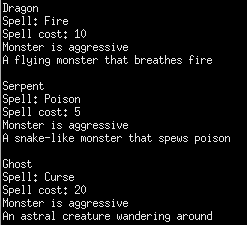 Dragon
Spell: Fire
Spell cost: 10
Monster is aggressive
A flying monster that breathes fire
Serpent
Spell: Poison
Spell cost: 5
Monster is aggressive
A snake-like monster that spews poison
Ghost
Spell: Curse
Spell cost: 20
Monster is aggressive
An astral creature wandering around